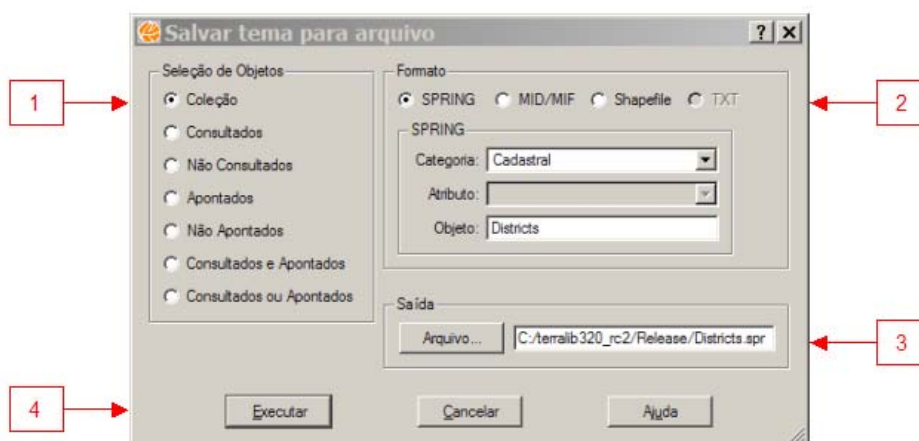 Salvar tema para arquivo
Seleção de Objetos
Coleção
Consultados
Não Consultados
Apontados
Não Apontados
Consultados e Apontados
Consultados ou Apontados
Formato
SPRING MID/MIF Shapefile TXT
SPRING
Categoria: Cadastral
Atributo:
Objeto: Districts
Saída
Arquivo... C:/terralib320_rc2/Release/Districts.spr
Executar Cancelar Ajuda
1
2
3
4